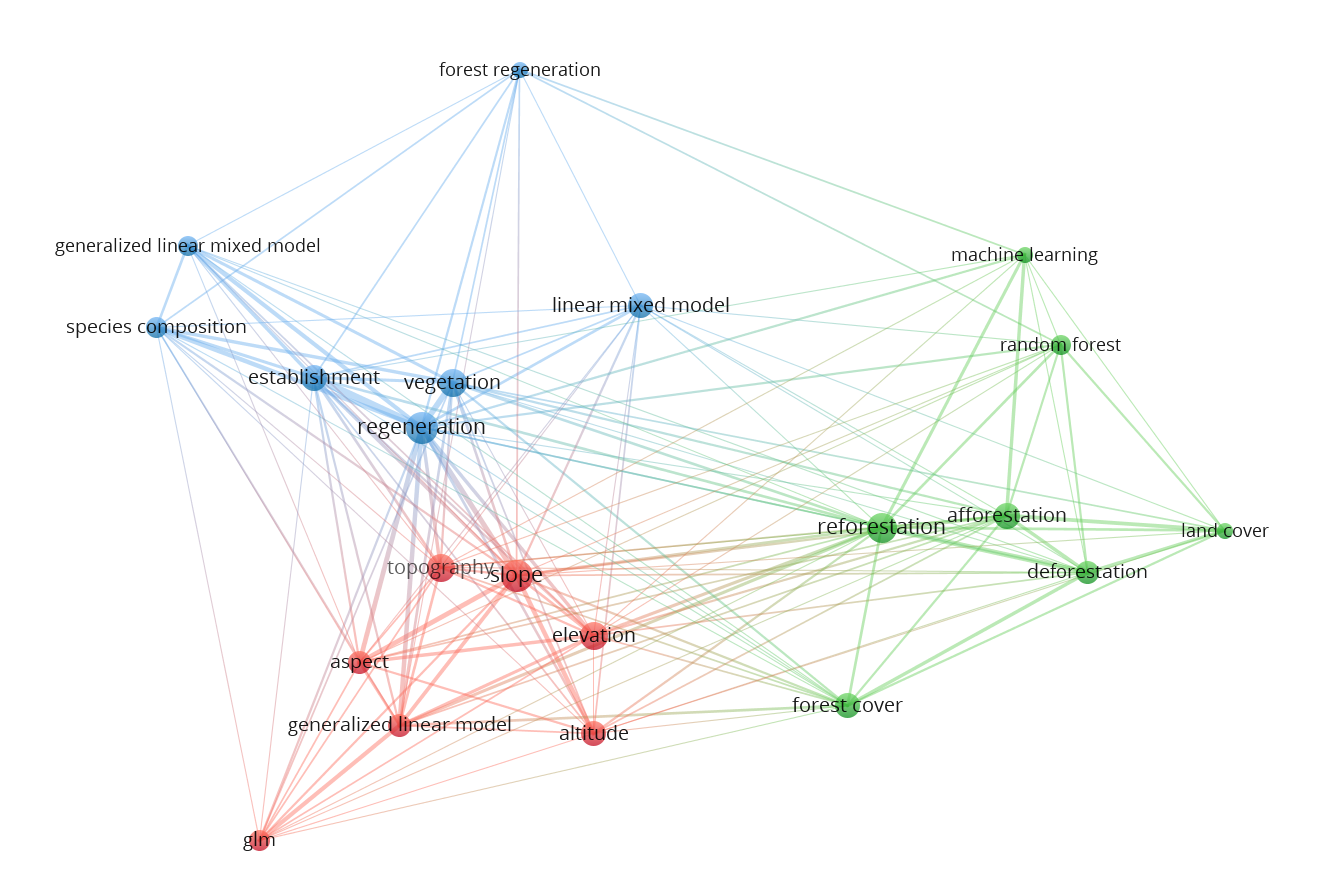 forest regeneration
generalized linear mixed model
machine learning
linear mixed model
species composition
random forest
establishment
vegetation
regeneration
afforestation
reforestation
land cover
topography
slope
deforestation
elevation
aspect
forest cover
generalized linear model
altitude
glm